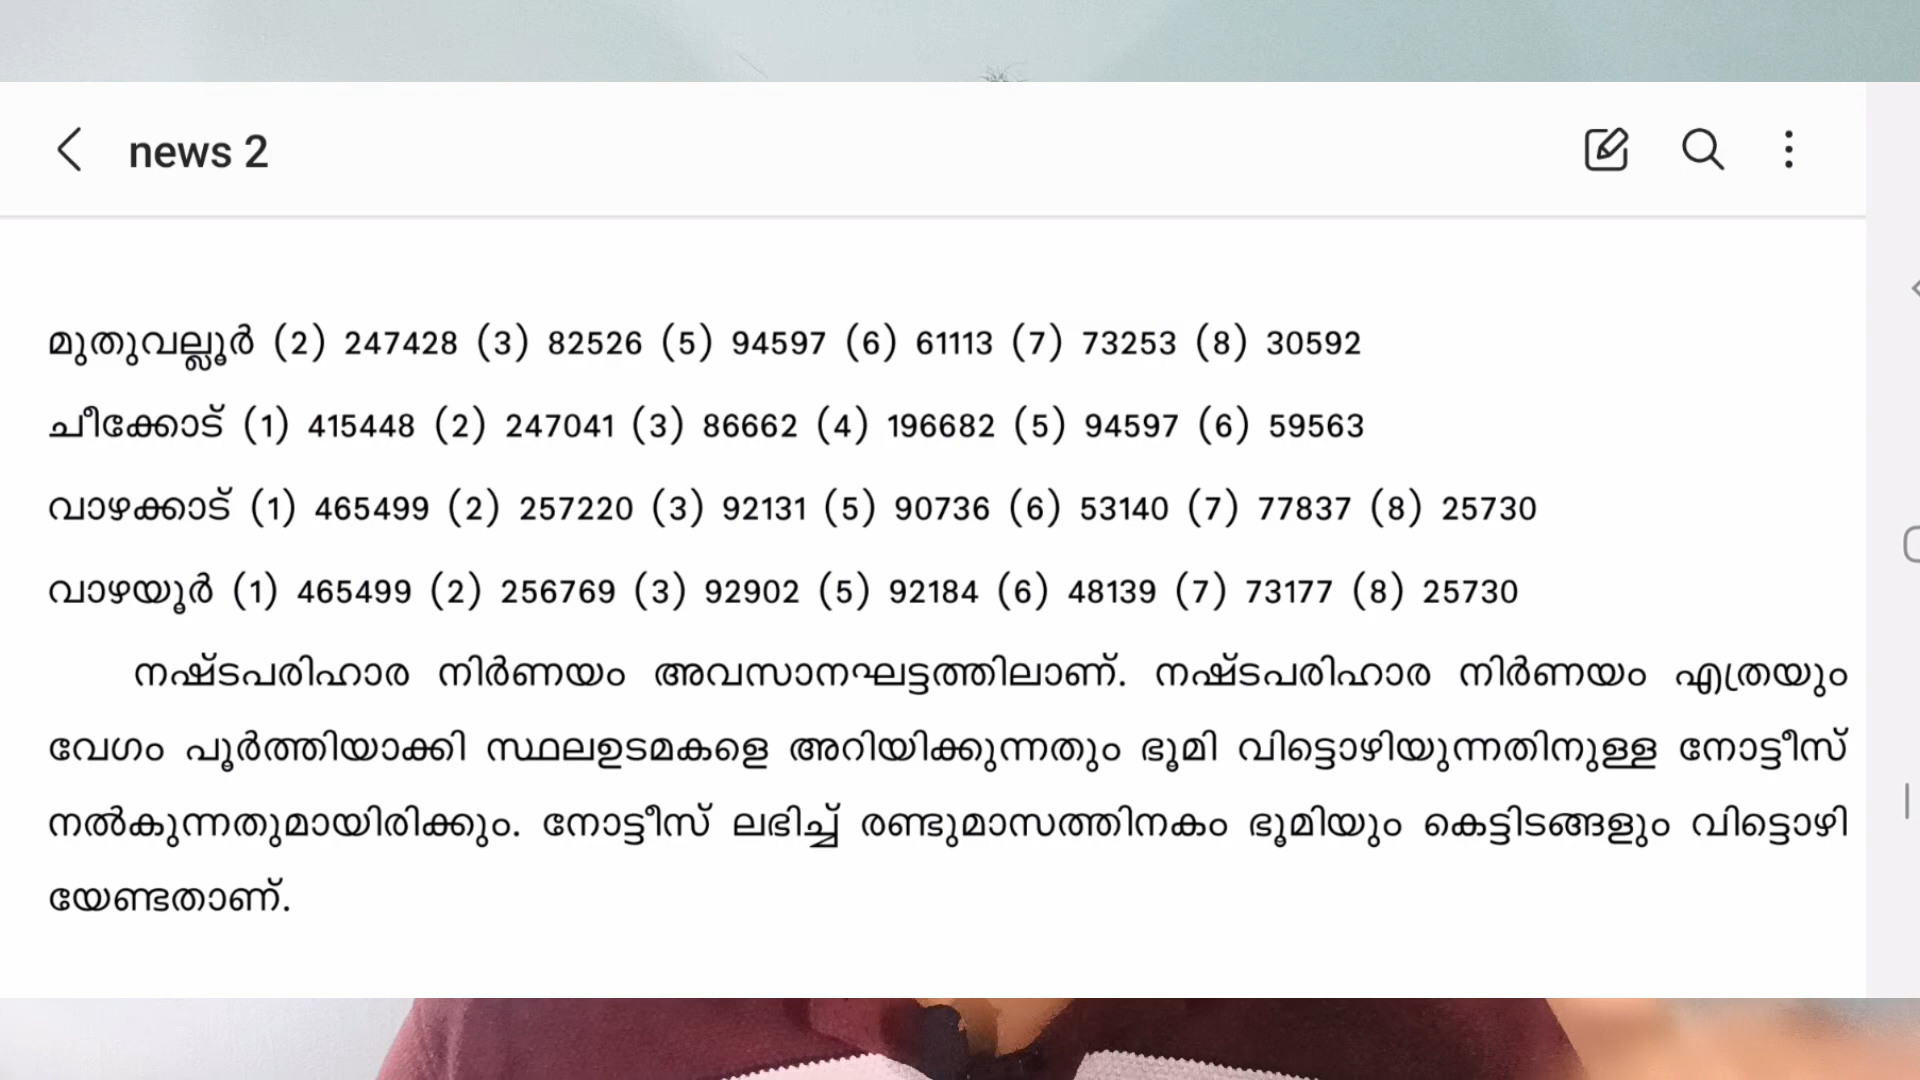 news 2
മുതുവല്ലൂർ (2) 247428 (3) 82526 (5) 94597 (6) 61113 (7) 73253 (8) 30592
ചീക്കോട് (1) 415448 (2) 247041 (3) 86662 (4) 196682 (5) 94597 (6) 59563
വാഴക്കാട് (1) 465499 (2) 257220 (3) 92131 (5) 90736 (6) 53140 (7) 77837 (8) 25730
വാഴയൂർ (1) 465499 (2) 256769 (3) 92902 (5) 92184 (6) 48139 (7) 73177 (8) 25730
നഷ്ടപരിഹാര നിർണയം അവസാനഘട്ടത്തിലാണ്. നഷ്ടപരിഹാര നിർണയം എത്രയും
വേഗം പൂർത്തിയാക്കി സ്ഥലഉടമകളെ അറിയിക്കുന്നതും ഭൂമി വിട്ടൊഴിയുന്നതിനുള്ള നോട്ടീസ്
നൽകുന്നതുമായിരിക്കും. നോട്ടീസ് ലഭിച്ച് രണ്ടുമാസത്തിനകം ഭൂമിയും കെട്ടിടങ്ങളും വിട്ടൊഴി
യേണ്ടതാണ്.